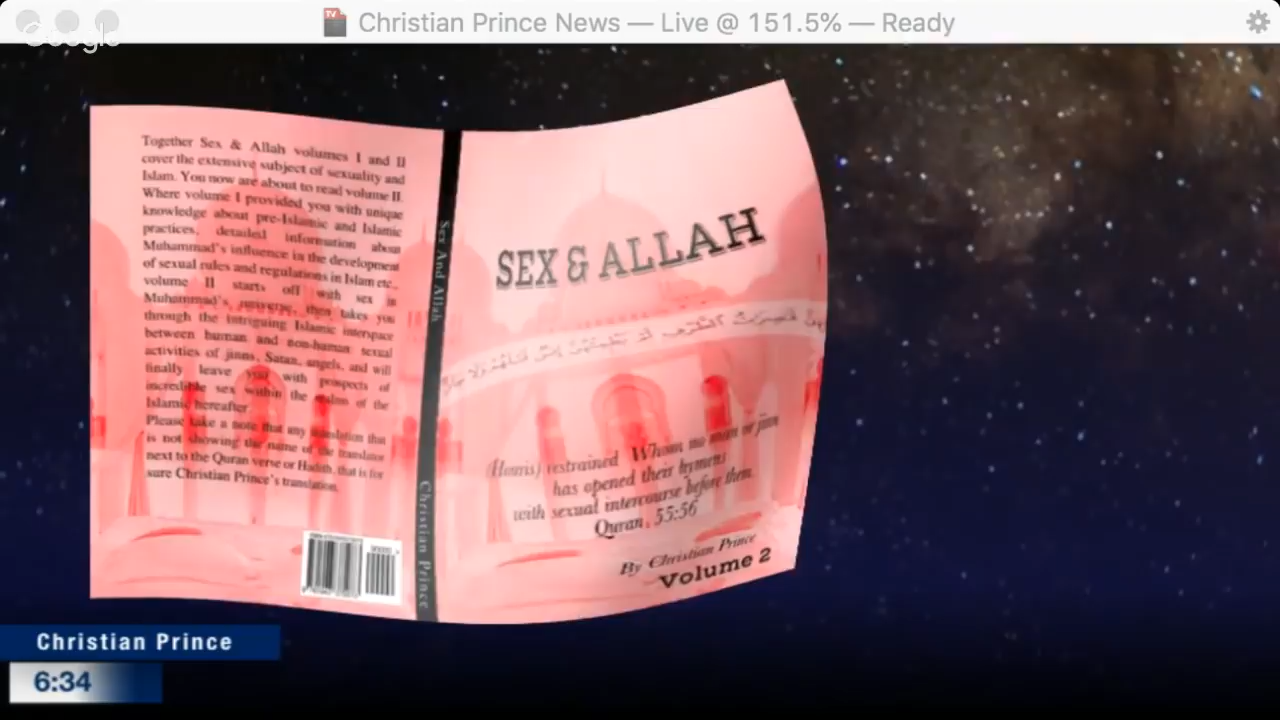 Christian Prince News — Live @ 151.5% — Ready
Google
TV
Together Sex & Allah volumes I and II
cover the extensive subject of sexuality and
Islam. You now are about to read volume II.
Where volume I provided you with unique
knowledge about pre-Islamic and Islamic
practices, detailed information about
Muhammad's influence in the development
of sexual rules and regulations in Islam etc.,
volume II starts off with sex in
Muhammad's universe, then takes you
through the intriguing Islamic interspace
between human and non-human sexual
activities of jinns, Satan, angels, and will
finally leave you with prospects of
incredible sex within the realm of the
Islamic hereafter.
Please take a note that any translation that
is not showing the name of the translator
next to the Quran verse or Hadith, that is for
sure Christian Prince's translation.
Sex And Allah
Christian Prince
SEX & ALLAH
(Houris) restrained Whom no man or jinn
has opened their hymens
with sexual intercourse before them.
Quran, 55:56
By Christian Prince
Volume 2
Christian Prince
6:34